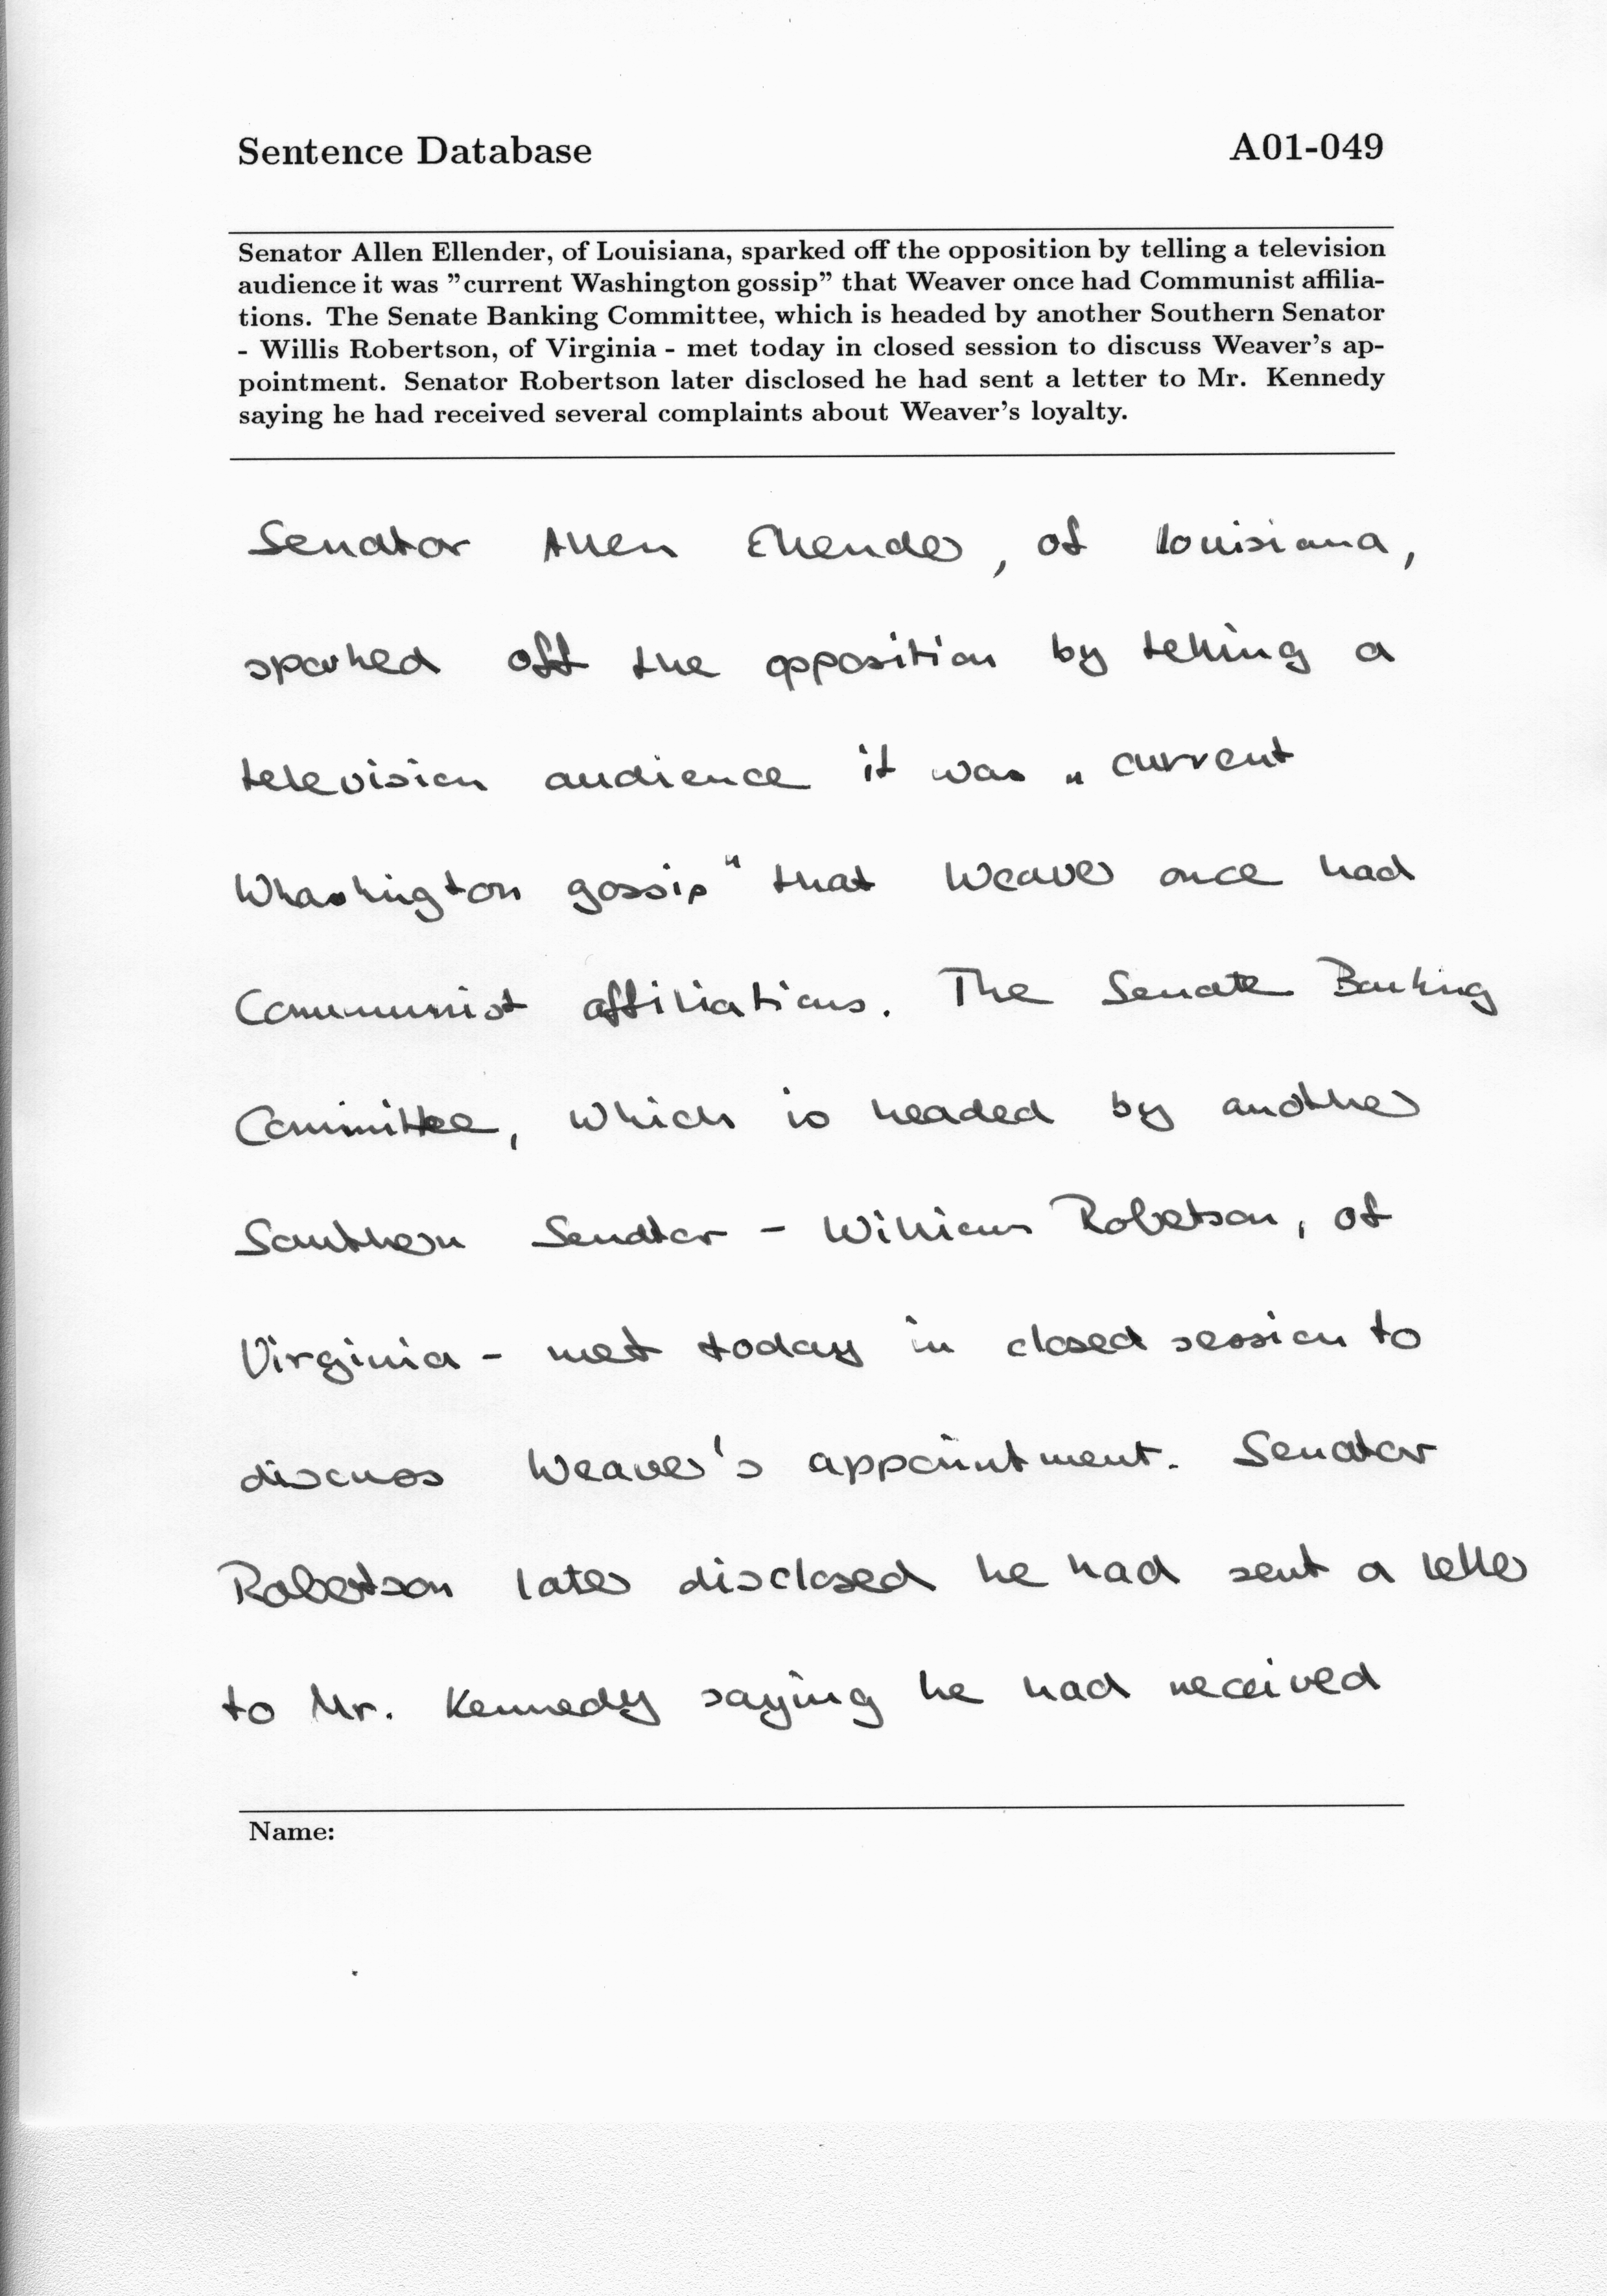 Sentence Database A01-049
Senator Allen Ellender, of Louisiana, sparked off the opposition by telling a television
audience it was ”current Washington gossip” that Weaver once had Communist affilia-
tions. The Senate Banking Committee, which is headed by another Southern Senator
- Willis Robertson, of Virginia - met today in closed session to discuss Weaver's ap-
pointment. Senator Robertson later disclosed he had sent a letter to Mr. Kennedy
saying he had received several complaints about Weaver's loyalty.
Senator Allen Ellender, of Louisiana,
sparked off the opposition by telling a
television audience it was „current
Whashington gossip" that Weaver once had
Communist affiliations. The Senate Banking
Committee, which is headed by another
Southern Senator - Williams Robetson, of
Virginia - met today in closed session to
discuss Weaver's appointment. Senator
Robertson later disclosed he had sent a letter
to Mr. Kennedy saying he had received
Name: